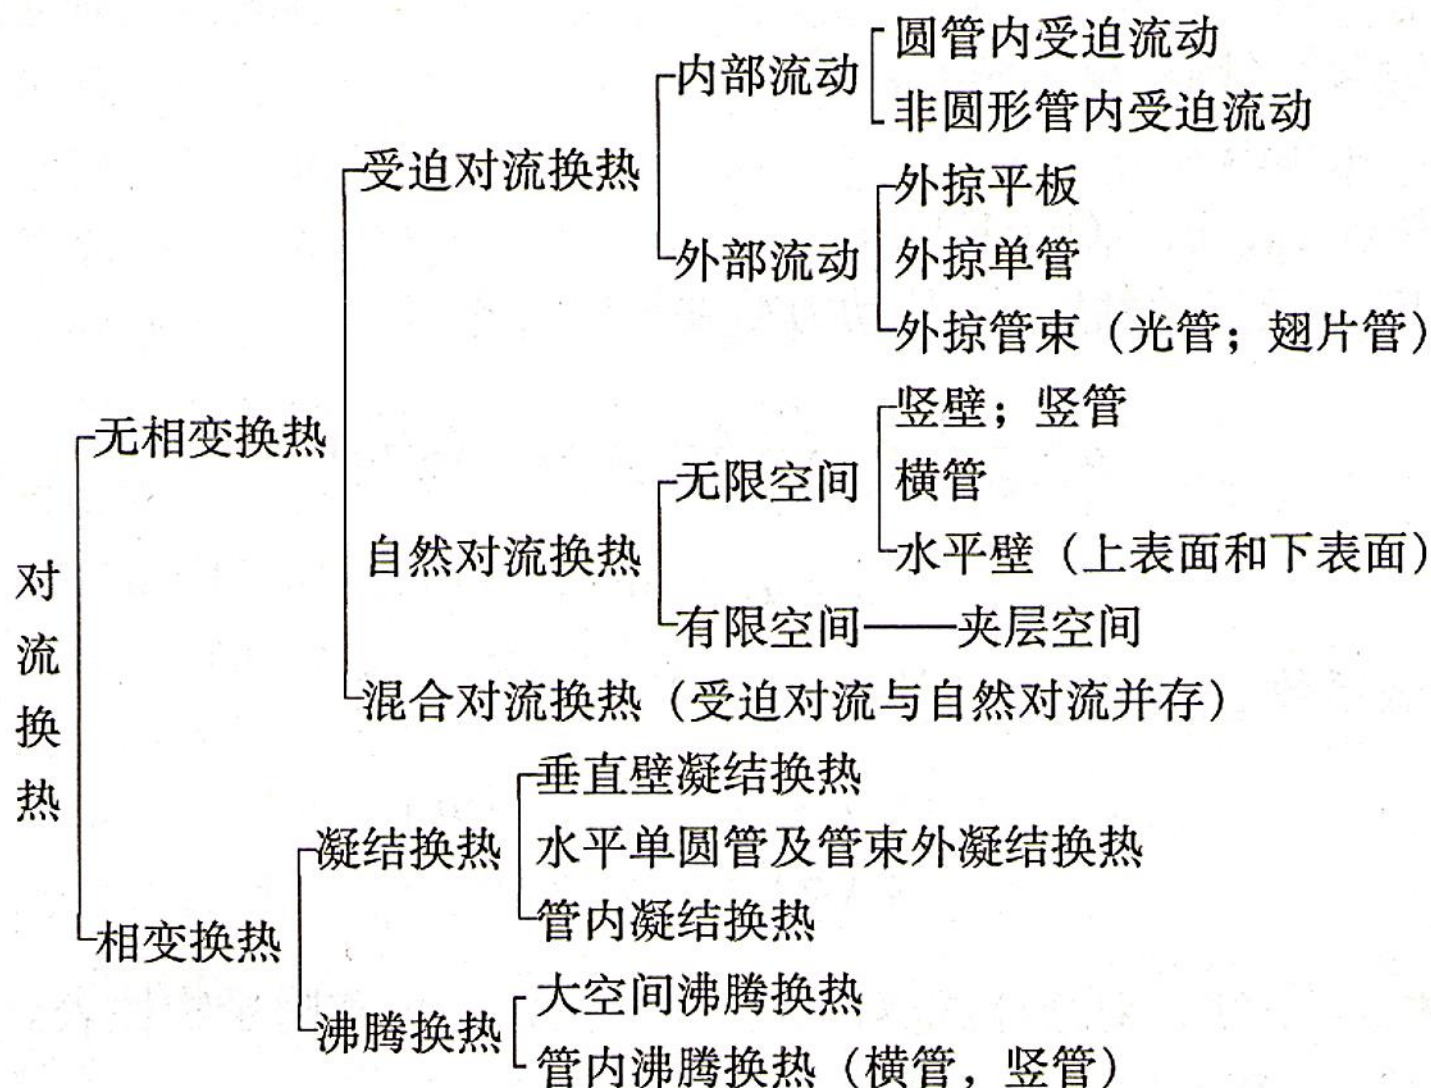 对流换热
无相变换热
受迫对流换热
内部流动
圆管内受迫流动
非圆形管内受迫流动
外部流动
外掠平板
外掠单管
外掠管束（光管；翅片管）
自然对流换热
无限空间
竖壁；竖管
横管
水平壁（上表面和下表面）
有限空间——夹层空间
混合对流换热（受迫对流与自然对流并存）
相变换热
凝结换热
垂直壁凝结换热
水平单圆管及管束外凝结换热
管内凝结换热
沸腾换热
大空间沸腾换热
管内沸腾换热（横管，竖管）